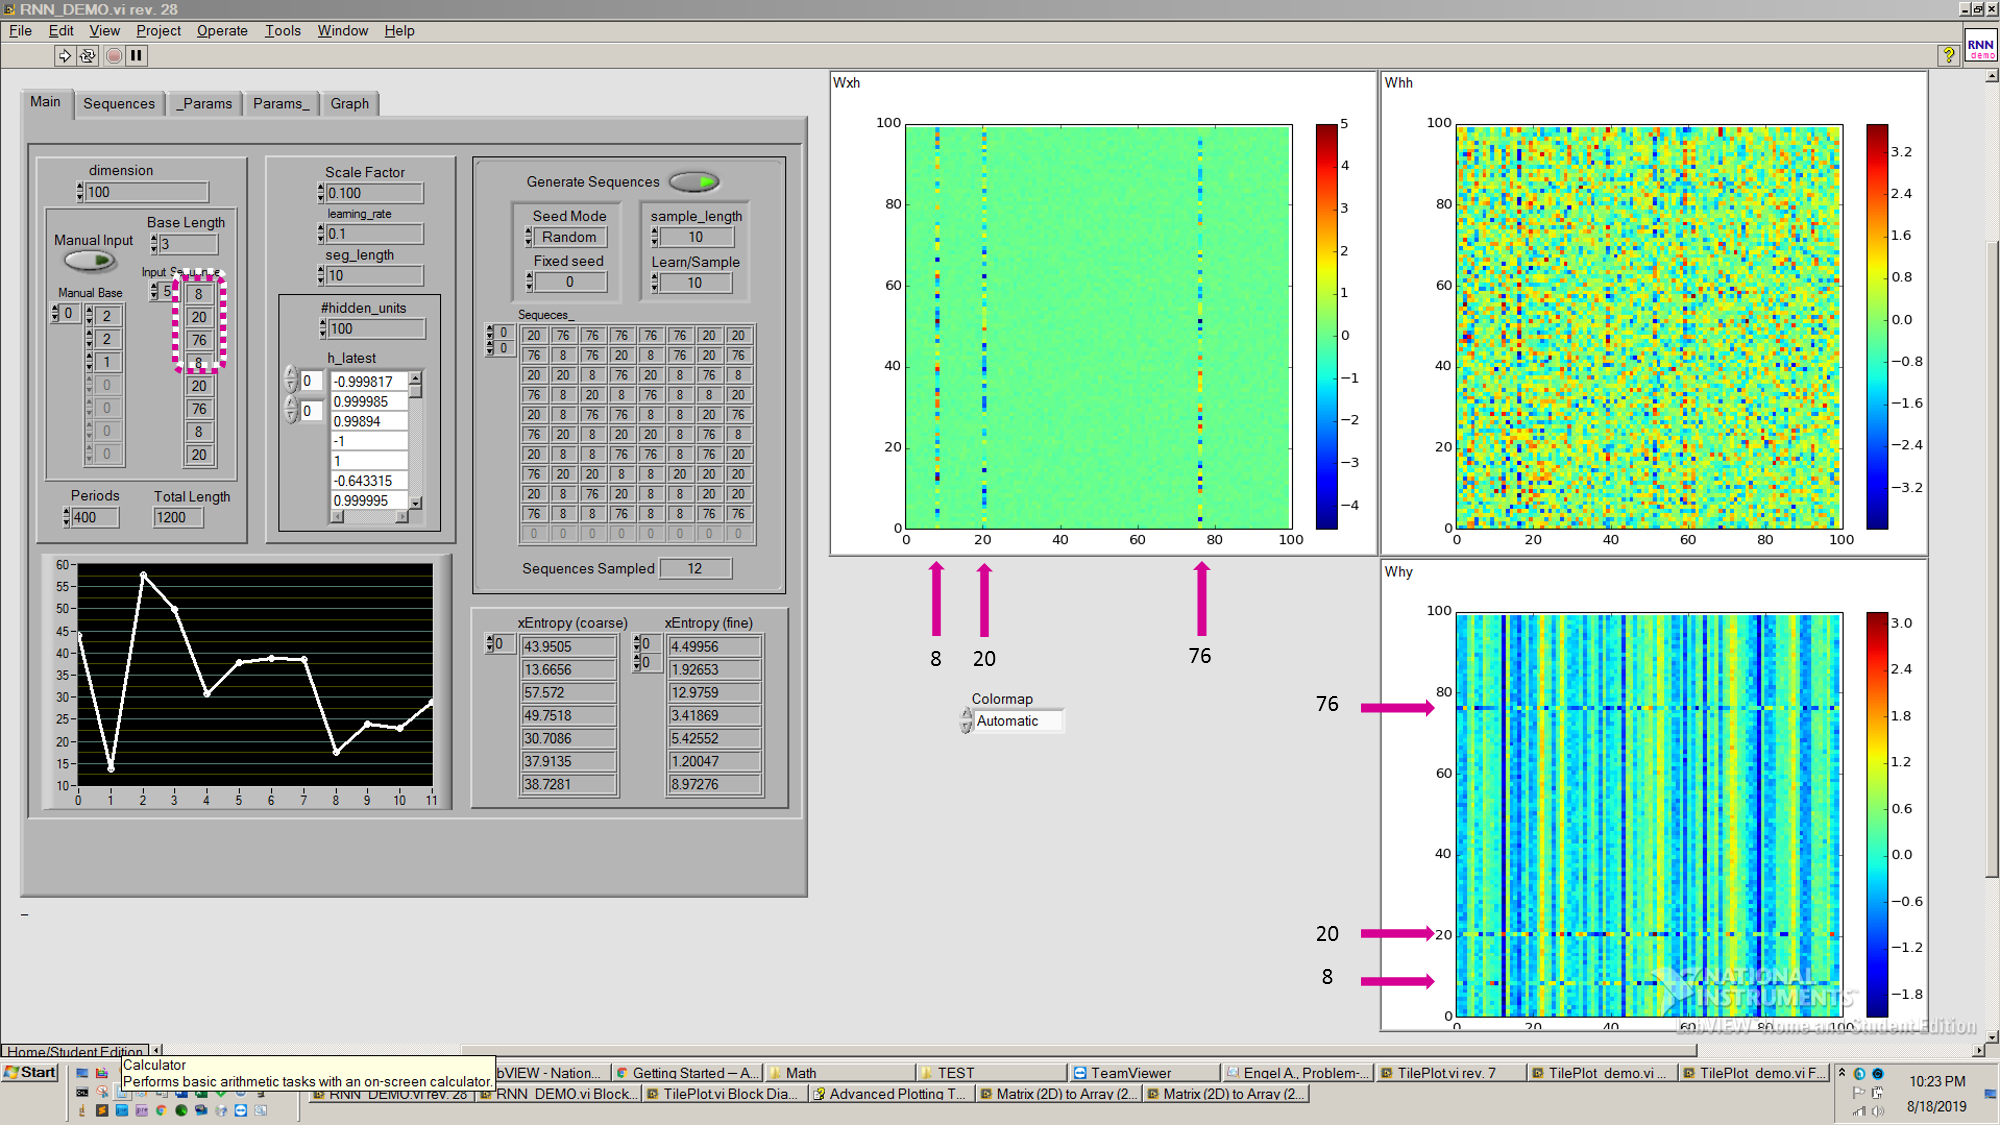 RNN_DEMO.vi rev. 28
File Edit View Project Operate Tools Window Help
RNN
demo
Main Sequences _Params Params_ Graph
dimension
100
Base Length
3
Manual Input
Input Sequence
5
8
20
76
8
20
76
8
20
Manual Base
0
2
2
1
0
0
0
0
Periods
400
Total Length
1200
Scale Factor
0.100
learning_rate
0.1
seg_length
10
#hidden_units
100
h_latest
0
0
-0.999817
0.999985
0.99894
-1
1
-0.643315
0.999995
Generate Sequences
Seed Mode
Random
Fixed seed
0
sample_length
10
Learn/Sample
10
Sequeces_
0
0
20 76 76 76 76 76 20 20
76 8 76 20 8 76 20 76
20 20 8 76 20 8 76 8
76 8 20 76 8 8 20 20
20 8 76 20 8 76 20 76
76 20 8 20 76 8 76 8
8 76 20 8 20 20 8 20
76 20 76 8 20 20 8 76
20 8 76 20 8 76 20 20
76 8 20 76 8 20 8 76
0 0 0 0 0 0 0 0
Sequences Sampled 12
60
55
50
45
40
35
30
25
20
15
10
0 1 2 3 4 5 6 7 8 9 10 11
xEntropy (coarse)
0
43.9505
13.6656
57.572
49.7518
30.7086
37.9135
38.7281
xEntropy (fine)
0
0
4.49956
1.92653
12.9759
3.41869
5.42552
1.20047
8.97276
Wxh
100
80
60
40
20
0
0 20 40 60 80 100
5
4
3
2
1
0
−1
−2
−3
−4
8 20 76
Colormap
Automatic
Whh
100
80
60
40
20
0
0 20 40 60 80 100
3.2
2.4
1.6
0.8
0.0
−0.8
−1.6
−2.4
−3.2
Why
100
80
60
40
20
0
0 20 40 60 80 100
3.0
2.4
1.8
1.2
0.6
0.0
−0.6
−1.2
−1.8
76
20
8
NATIONAL
INSTRUMENTS
LabVIEW Home and Student Edition
Home/Student Edition
Calculator
Performs basic arithmetic tasks with an on-screen calculator.
Start
bVIEW - Nation... Getting Started — A... Math TEST TeamViewer Engel A., Problem-... TilePlot.vi rev. 7 TilePlot demo.vi ... TilePlot demo.vi F...
RNN_DEMO.vi rev. 28 RNN_DEMO.vi Block... TilePlot.vi Block Dia... Advanced Plotting T... Matrix (2D) to Array (2... Matrix (2D) to Array (2...
10:23 PM
8/18/2019